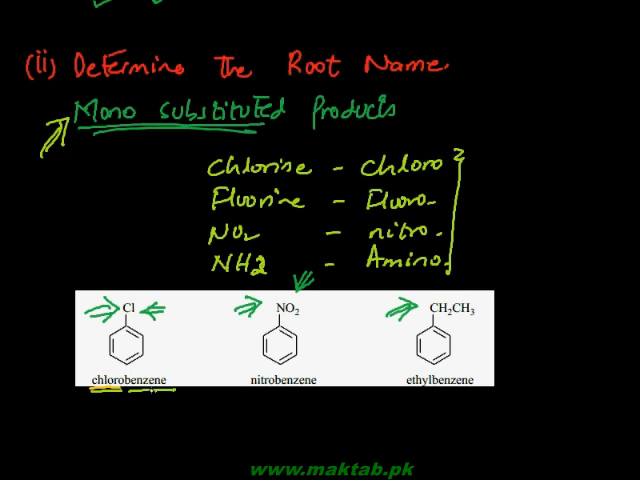 (ii) Determine the Root Name.
Mono substituted Products
Chlorine - Chloro
Fluorine - Fluoro.
NO2 - nitro.
NH2 - Amino.
Cl NO2 CH2CH3
chlorobenzene nitrobenzene ethylbenzene
www.maktab.pk